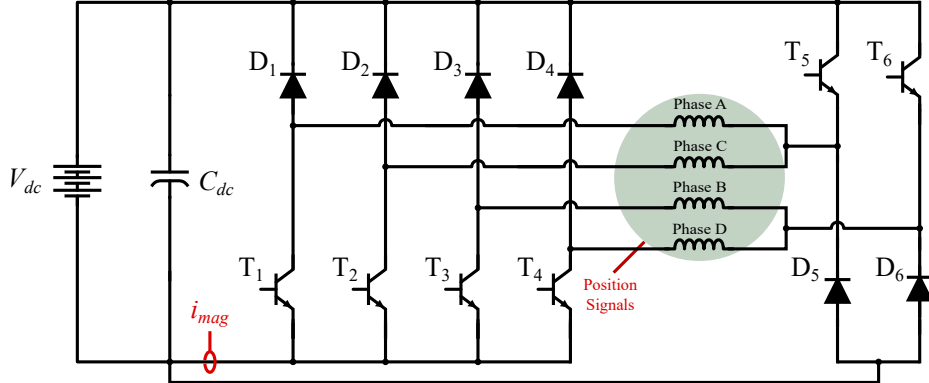 D1 D2 D3 D4 T5 T6
Phase A
Phase C
Vdc Cdc
Phase B
Phase D
T1 T2 T3 T4 D5 D6
Position
Signals
imag